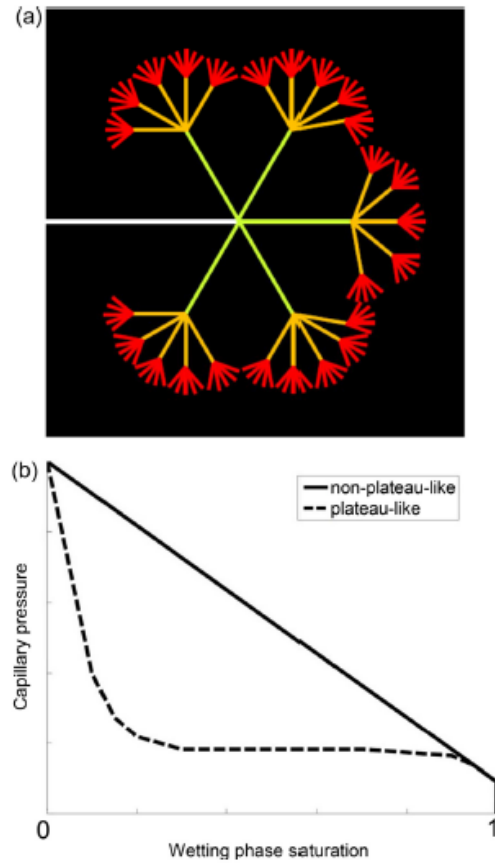 (a)
(b)
non-plateau-like
plateau-like
Capillary pressure
0
1
Wetting phase saturation